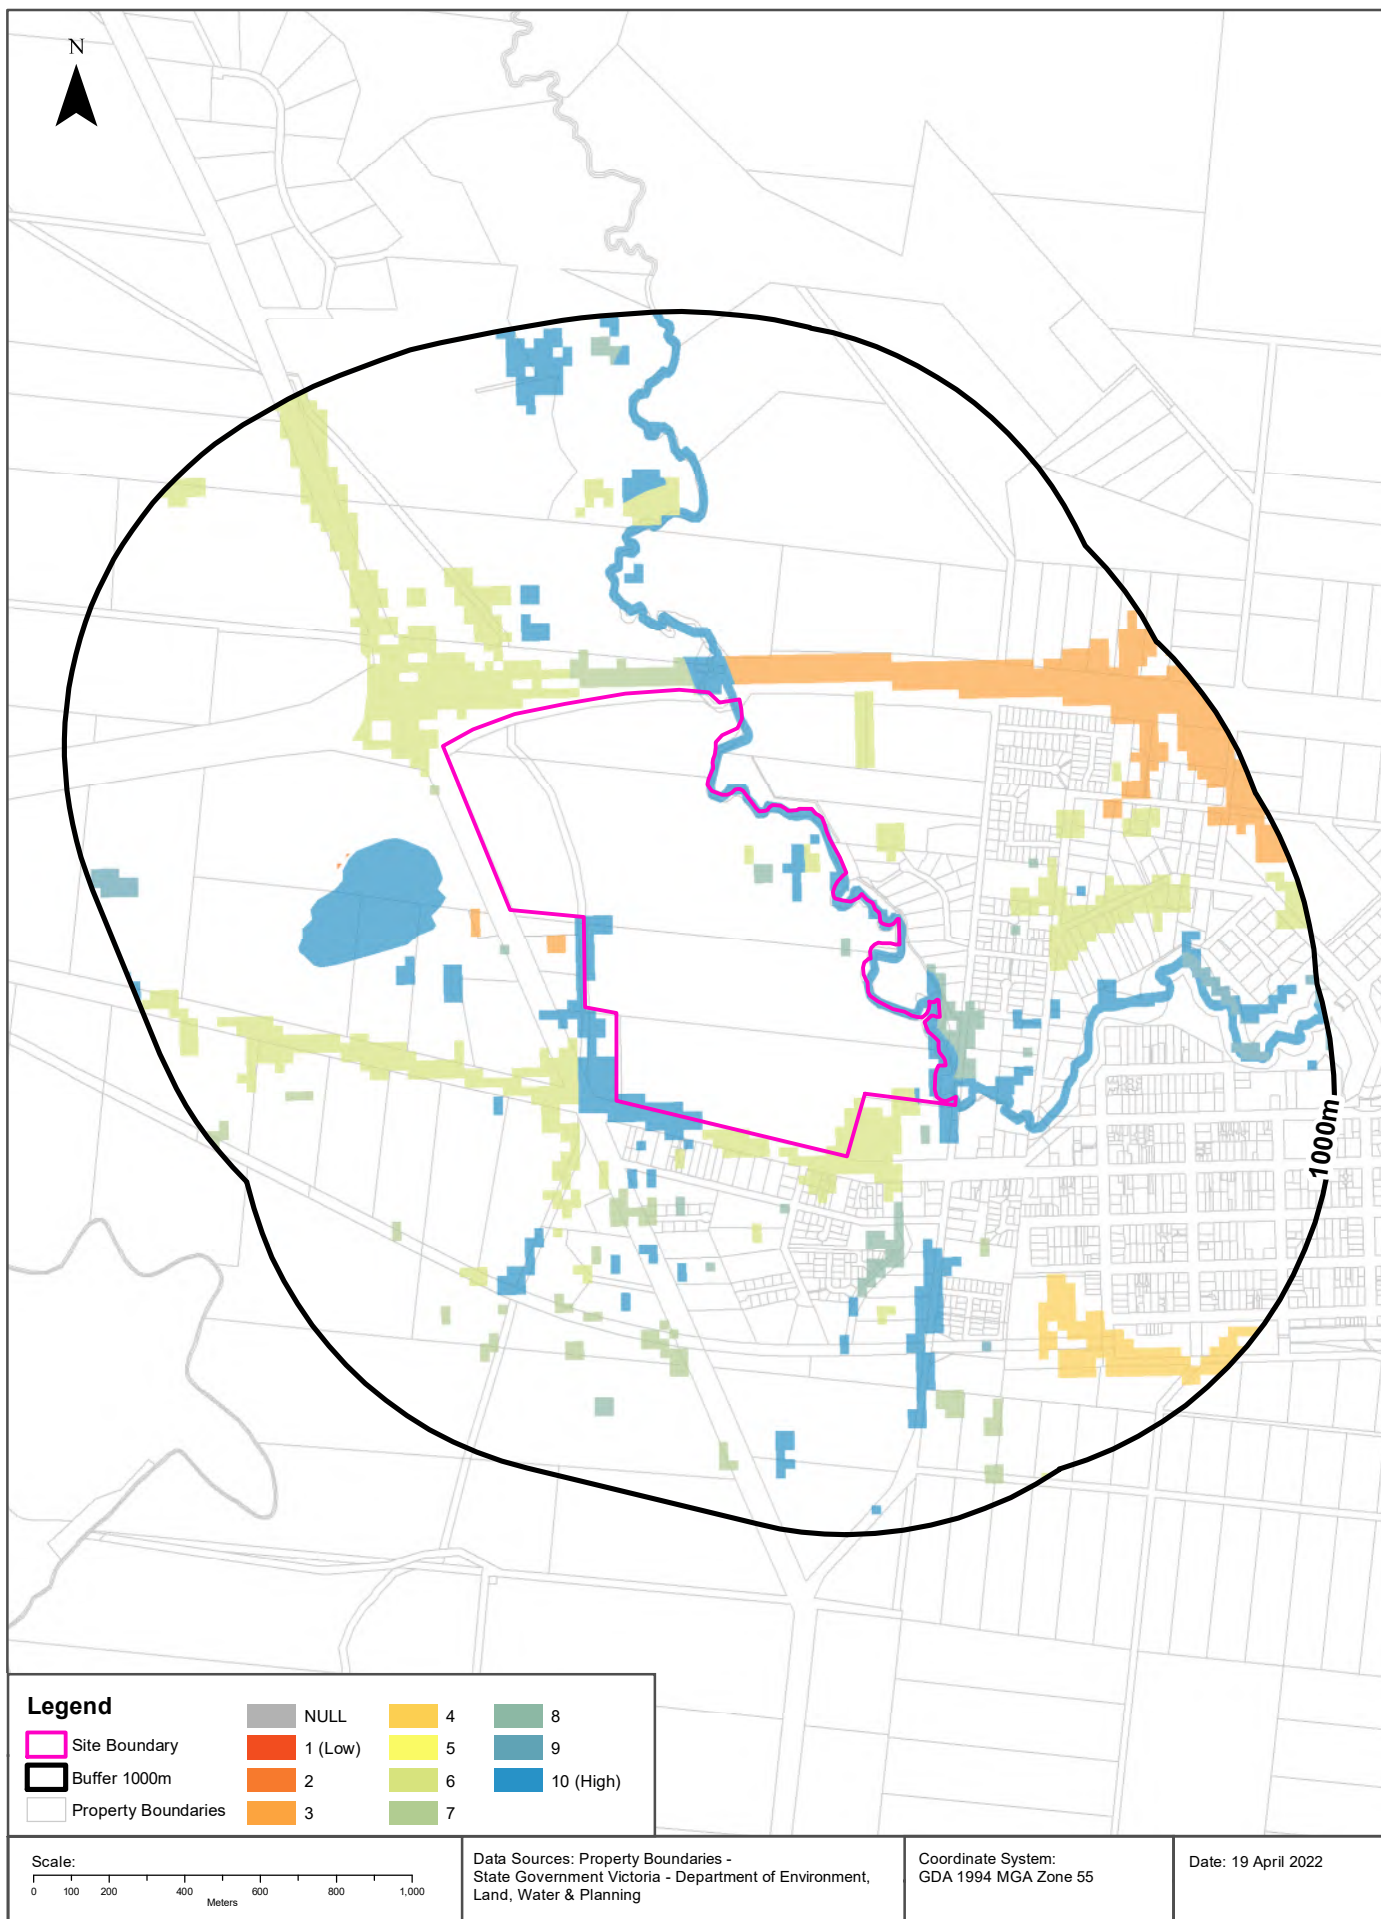 N
1000m
Legend
Site Boundary
Buffer 1000m
Property Boundaries
NULL
1 (Low)
2
3
4
5
6
7
8
9
10 (High)
Scale:
0 100 200 400 600 800 1,000
Meters
Data Sources: Property Boundaries -
State Government Victoria - Department of Environment,
Land, Water & Planning
Coordinate System:
GDA 1994 MGA Zone 55
Date: 19 April 2022